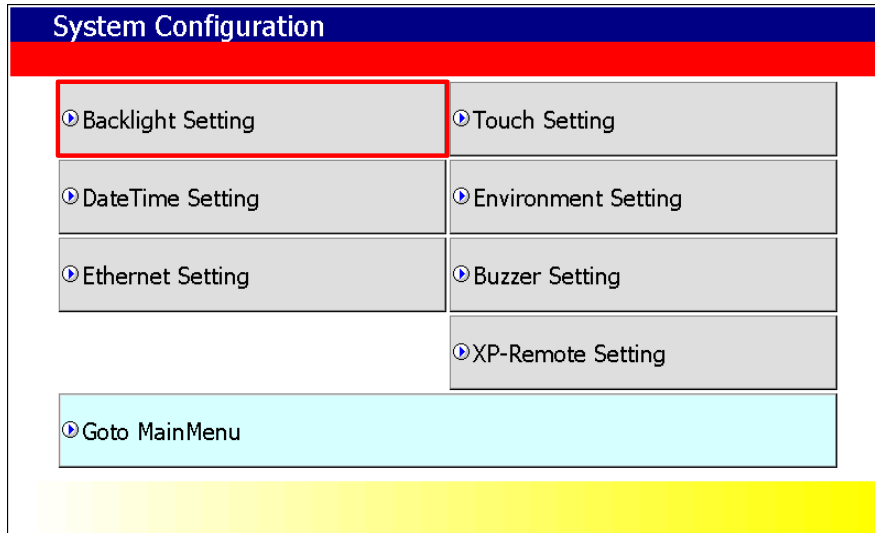 System Configuration
Backlight Setting
Touch Setting
DateTime Setting
Environment Setting
Ethernet Setting
Buzzer Setting
XP-Remote Setting
Goto MainMenu